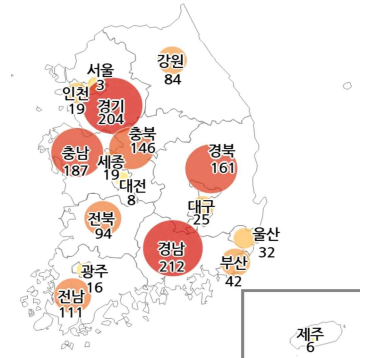 강원
84
서울
3
인천
19
경기
204
충북
146
충남
187
세종
19
대전
8
경북
161
대구
25
전북
94
울산
32
경남
212
부산
42
광주
16
전남
111
제주
6